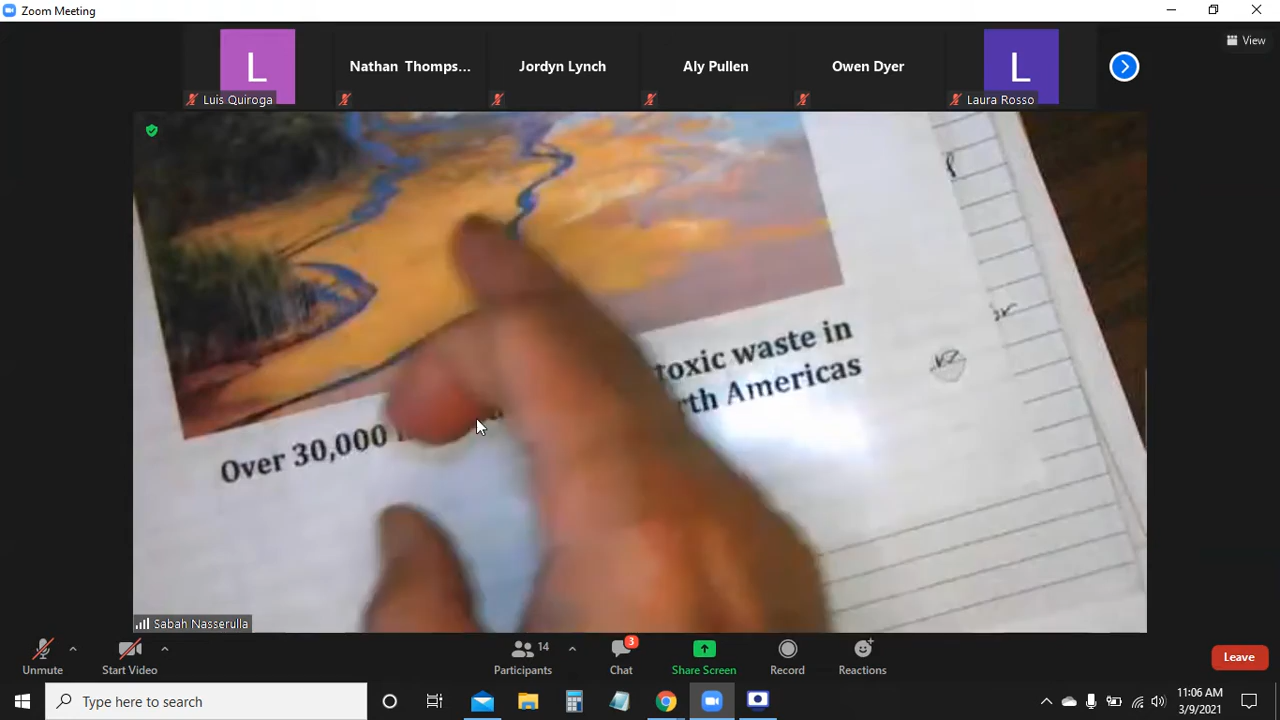 Zoom Meeting
View
L
Nathan Thomps...
Jordyn Lynch
Aly Pullen
Owen Dyer
L
Luis Quiroga
Laura Rosso
toxic waste in
Over 30,000
rth Americas
Sabah Nasserulla
14
3
Unmute
Start Video
Participants
Chat
Share Screen
Record
Reactions
Leave
Type here to search
11:06 AM
3/9/2021